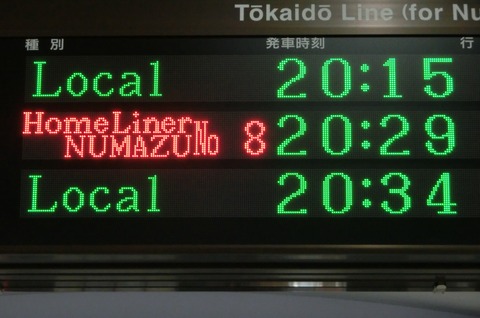 Tōkaidō Line (for Nu
種別 発車時刻 行
Local 20:15
HomeLiner
NUMAZU No 8 20:29
Local 20:34